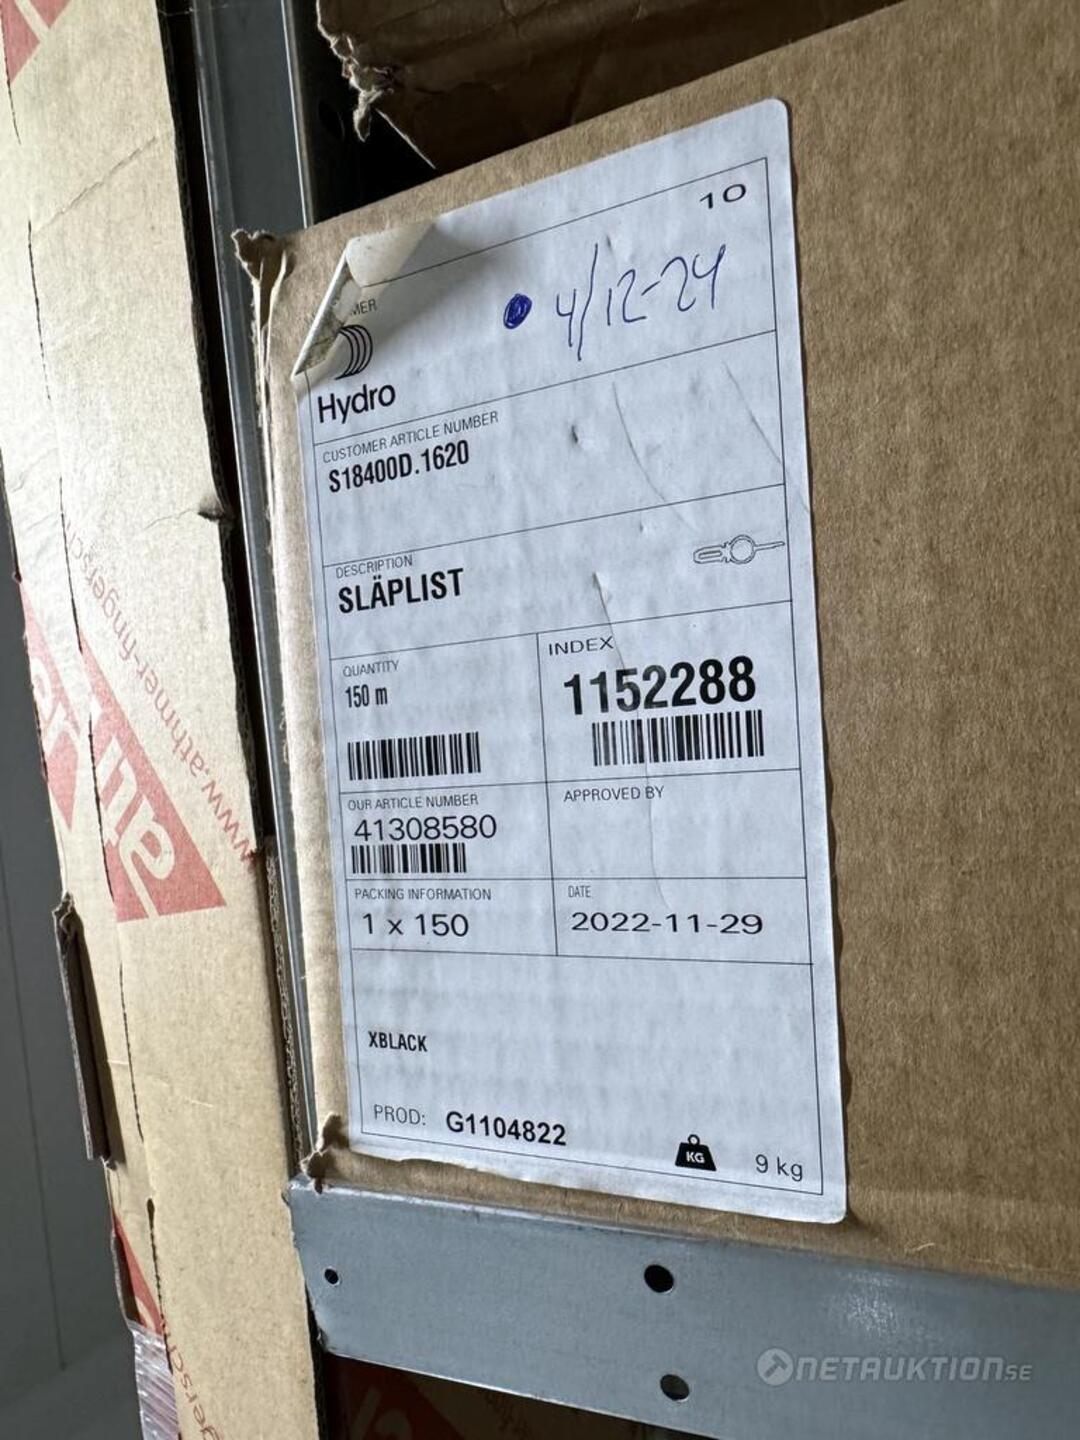 10
MER
4/12-24
Hydro
CUSTOMER ARTICLE NUMBER
S18400D.1620
DESCRIPTION
SLÄPLIST
QUANTITY
150 m
INDEX
1152288
OUR ARTICLE NUMBER
41308580
APPROVED BY
PACKING INFORMATION
1 x 150
DATE
2022-11-29
XBLACK
PROD: G1104822
KG
9 kg
www.athmer-fingersch
NETAUKTION.SE